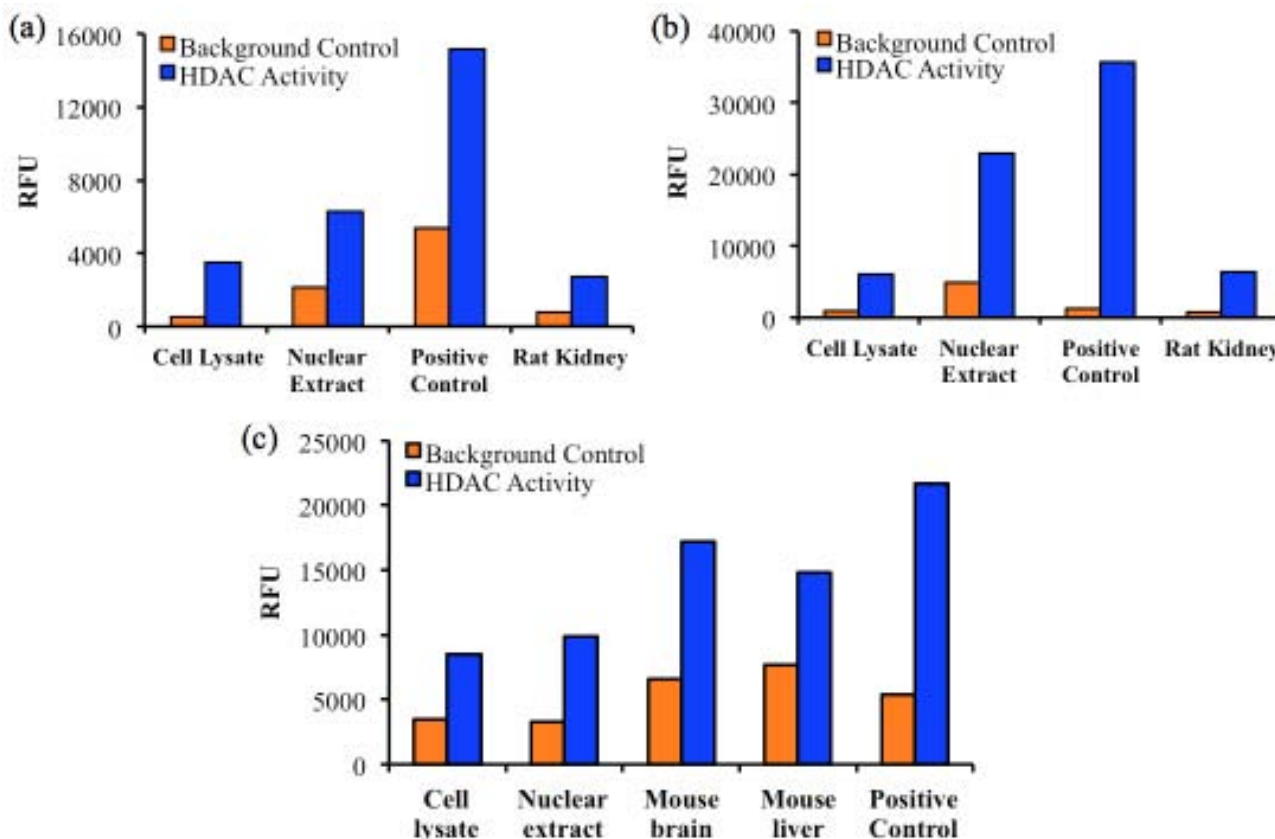 (a)
16000
12000
8000
4000
0
RFU
Background Control
HDAC Activity
Cell Lysate
Nuclear Extract
Positive Control
Rat Kidney
(b)
40000
30000
20000
10000
0
RFU
Background Control
HDAC Activity
Cell Lysate
Nuclear Extract
Positive Control
Rat Kidney
(c)
25000
20000
15000
10000
5000
0
RFU
Background Control
HDAC Activity
Cell lysate
Nuclear extract
Mouse brain
Mouse liver
Positive Control